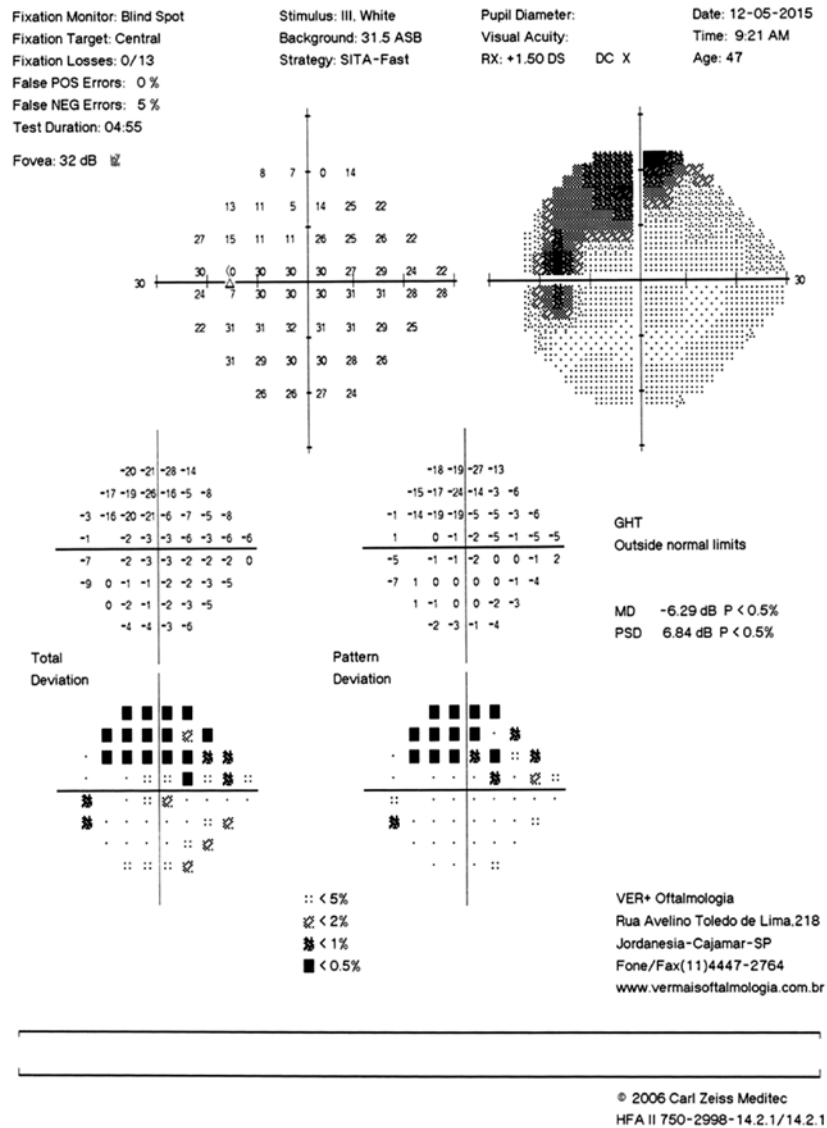 Fixation Monitor: Blind Spot
Fixation Target: Central
Fixation Losses: 0/13
False POS Errors: 0 %
False NEG Errors: 5 %
Test Duration: 04:55
Fovea: 32 dB
Stimulus: III, White
Background: 31.5 ASB
Strategy: SITA-Fast
Pupil Diameter:
Visual Acuity:
RX: +1.50 DS DC X
Date: 12-05-2015
Time: 9:21 AM
Age: 47
8 7 0 14
13 11 5 14 25 22
27 15 11 11 26 25 26 22
30 (0 30 30 30 27 29 24 22
30
24 7 30 30 30 31 31 28 28
22 31 31 32 31 31 29 25
31 29 30 30 28 26
26 26 27 24
30
-20 -21 -28 -14
-17 -19 -26 -16 -5 -8
-3 -16 -20 -21 -6 -7 -5 -8
-1 -2 -3 -3 -6 -3 -6 -6
-7 -2 -3 -3 -2 -2 -2 0
-9 0 -1 -1 -2 -2 -3 -5
0 -2 -1 -2 -3 -5
-4 -4 -3 -6
Total
Deviation
-18 -19 -27 -13
-15 -17 -24 -14 -3 -6
-1 -14 -19 -19 -5 -5 -3 -6
1 0 -1 -2 -5 -1 -5 -5
-5 -1 -1 -2 0 0 -1 2
-7 1 0 0 0 0 -1 -4
1 -1 0 0 -2 -3
-2 -3 -1 -4
Pattern
Deviation
GHT
Outside normal limits
MD -6.29 dB P < 0.5%
PSD 6.84 dB P < 0.5%
< 5%
< 2%
< 1%
< 0.5%
VER+ Oftalmologia
Rua Avelino Toledo de Lima,218
Jordanesia-Cajamar-SP
Fone/Fax(11)4447-2764
www.vermaisoftalmologia.com.br
© 2006 Carl Zeiss Meditec
HFA II 750-2998-14.2.1/14.2.1